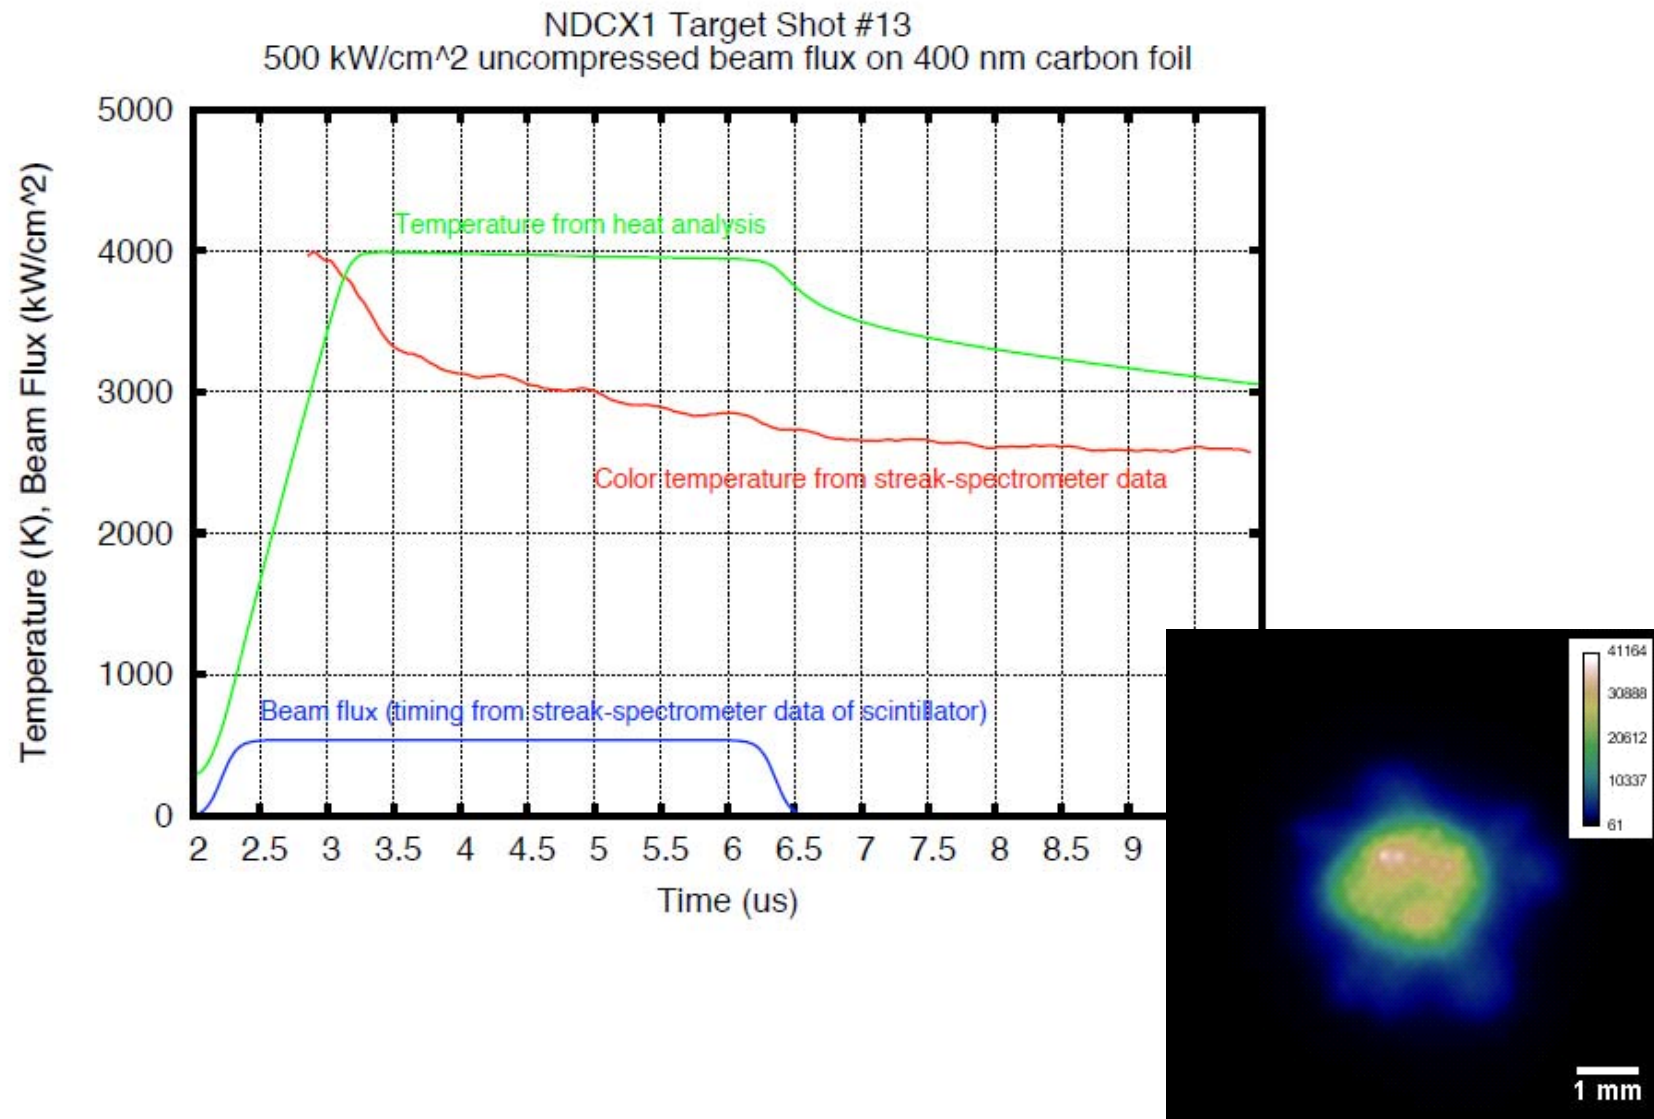 NDCX1 Target Shot #13
500 kW/cm^2 uncompressed beam flux on 400 nm carbon foil
Temperature (K), Beam Flux (kW/cm^2)
5000
4000
3000
2000
1000
0
Temperature from heat analysis
Color temperature from streak-spectrometer data
Beam flux (timing from streak-spectrometer data of scintillator)
2 2.5 3 3.5 4 4.5 5 5.5 6 6.5 7 7.5 8 8.5 9
Time (us)
41164
30888
20612
10337
61
1 mm